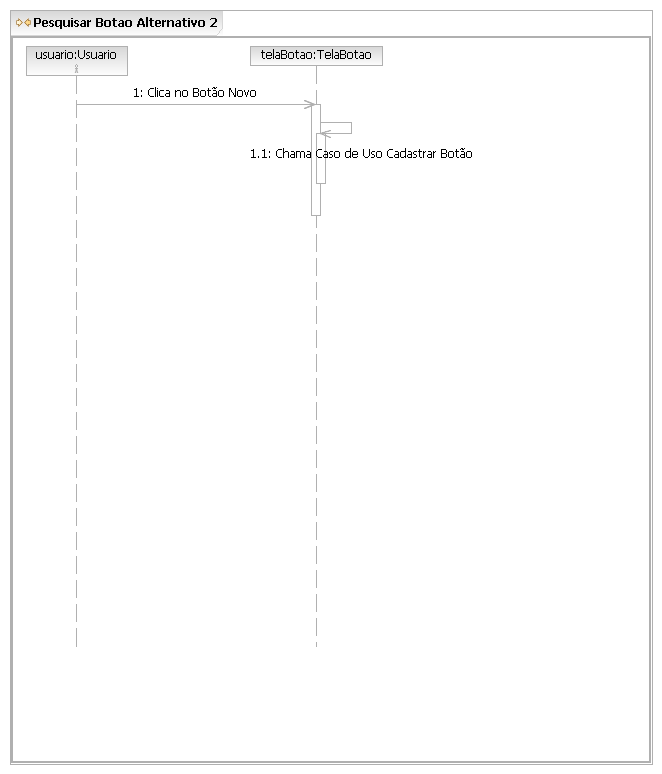 Pesquisar Botao Alternativo 2
usuario:Usuario
telaBotao:TelaBotao
1: Clica no Botão Novo
1.1: Chama Caso de Uso Cadastrar Botão